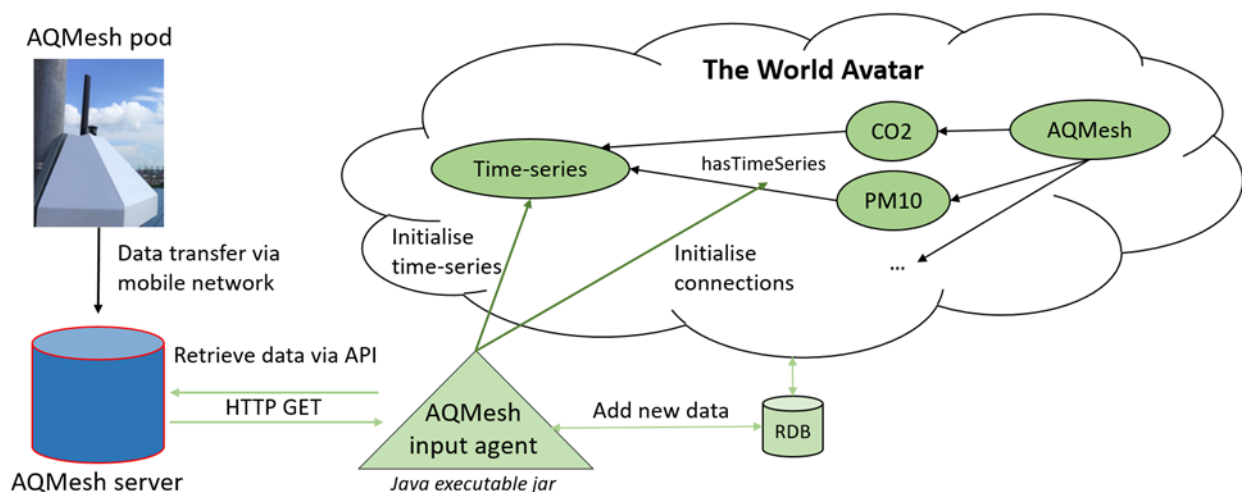 AQMesh pod
The World Avatar
CO2
AQMesh
Time-series
hasTimeSeries
PM10
Initialise
time-series
Initialise
connections
...
Data transfer via
mobile network
Retrieve data via API
HTTP GET
AQMesh
input agent
Add new data
RDB
AQMesh server
Java executable jar